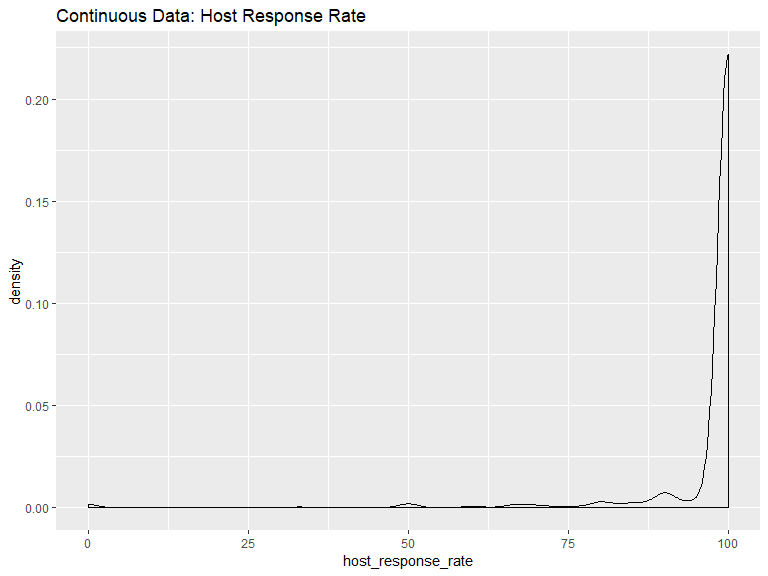 Continuous Data: Host Response Rate
0.20
0.15
0.10
0.05
0.00
density
0 25 50 75 100
host_response_rate